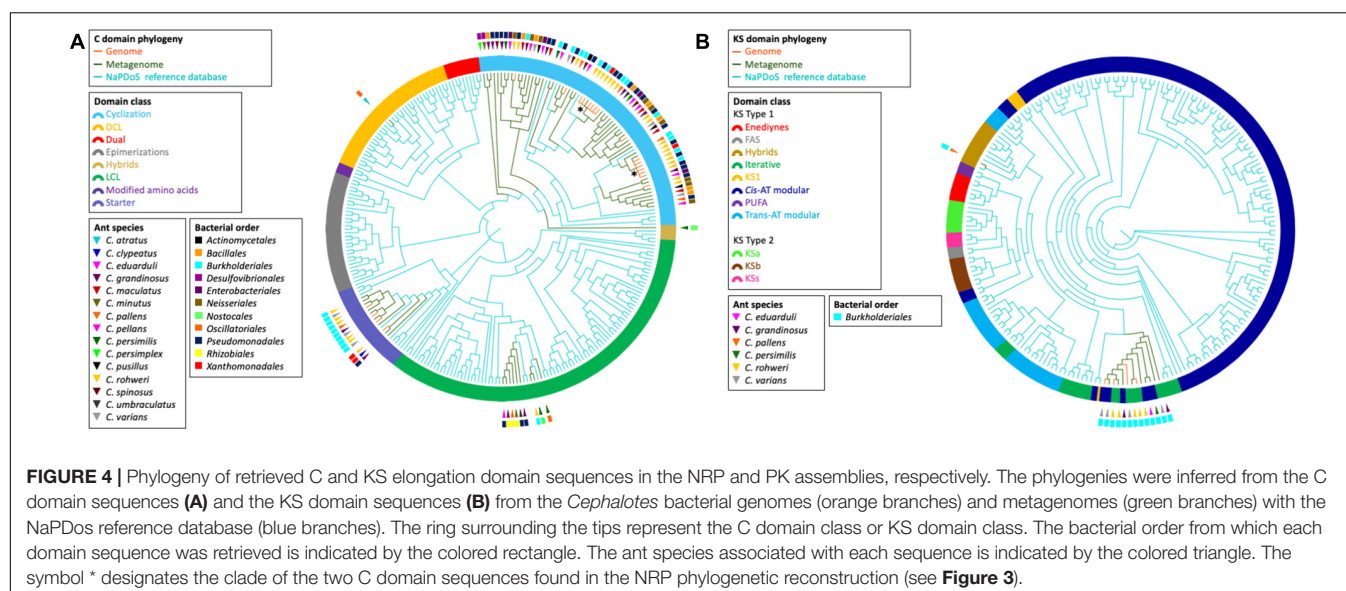 A
C domain phylogeny
Genome
Metagenome
NaPDoS reference database
Domain class
Cyclization
DCL
Dual
Epimerizations
Hybrids
LCL
Modified amino acids
Starter
Ant species
C. atratus
C. clypeatus
C. eduarduli
C. grandinosus
C. maculatus
C. minutus
C. pallens
C. pellans
C. persimilis
C. persimplex
C. pusillus
C. rohweri
C. spinosus
C. umbraculatus
C. varians
Bacterial order
Actinomycetales
Bacillales
Burkholderiales
Desulfovibrionales
Enterobacteriales
Neisseriales
Nostocales
Oscillatoriales
Pseudomonadales
Rhizobiales
Xanthomonadales
*
*
B
KS domain phylogeny
Genome
Metagenome
NaPDoS reference database
Domain class
KS Type 1
Enediynes
FAS
Hybrids
Iterative
KS1
Cis-AT modular
PUFA
Trans-AT modular
KS Type 2
KSa
KSb
KSs
Ant species
C. eduarduli
C. grandinosus
C. pallens
C. persimilis
C. rohweri
C. varians
Bacterial order
Burkholderiales
FIGURE 4 | Phylogeny of retrieved C and KS elongation domain sequences in the NRP and PK assemblies, respectively. The phylogenies were inferred from the C
domain sequences (A) and the KS domain sequences (B) from the Cephalotes bacterial genomes (orange branches) and metagenomes (green branches) with the
NaPDos reference database (blue branches). The ring surrounding the tips represent the C domain class or KS domain class. The bacterial order from which each
domain sequence was retrieved is indicated by the colored rectangle. The ant species associated with each sequence is indicated by the colored triangle. The
symbol * designates the clade of the two C domain sequences found in the NRP phylogenetic reconstruction (see Figure 3).